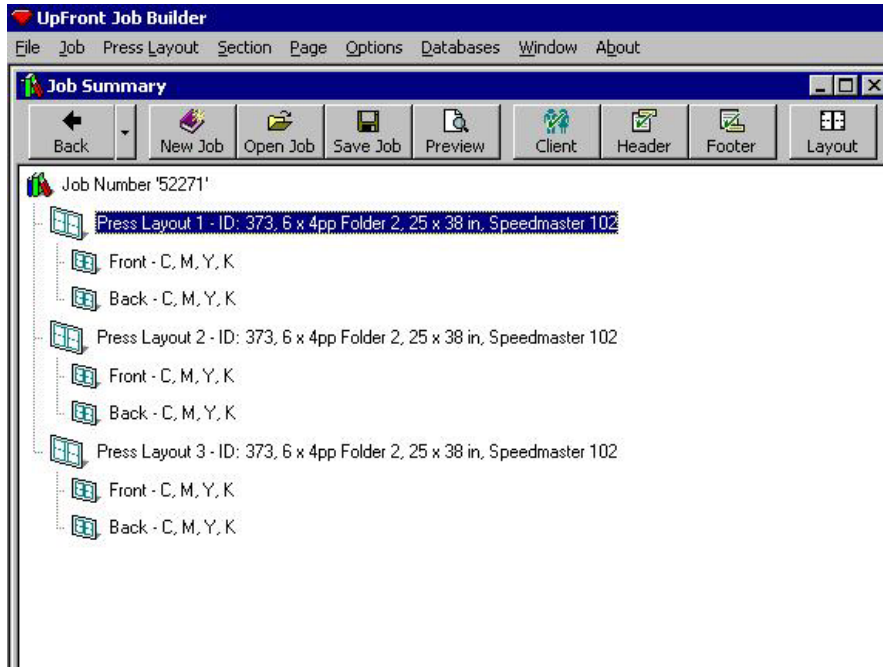 UpFront Job Builder
File Job Press Layout Section Page Options Databases Window About
Job Summary
Back New Job Open Job Save Job Preview Client Header Footer Layout
Job Number '52271'
Press Layout 1 - ID: 373, 6 x 4pp Folder 2, 25 x 38 in, Speedmaster 102
Front - C, M, Y, K
Back - C, M, Y, K
Press Layout 2 - ID: 373, 6 x 4pp Folder 2, 25 x 38 in, Speedmaster 102
Front - C, M, Y, K
Back - C, M, Y, K
Press Layout 3 - ID: 373, 6 x 4pp Folder 2, 25 x 38 in, Speedmaster 102
Front - C, M, Y, K
Back - C, M, Y, K